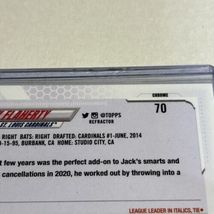 CHROME
70
FLAHERTY
ST. LOUIS CARDINALS®
@TOPPS
REFRACTOR
RIGHT BATS: RIGHT DRAFTED: CARDINALS #1-JUNE, 2014
-15-95, BURBANK, CA HOME: STUDIO CITY, CA
t few years was the perfect add-on to Jack's smarts and
cancellations in 2020, he worked out by throwing into a
LEAGUE LEADER IN ITALICS, TIE